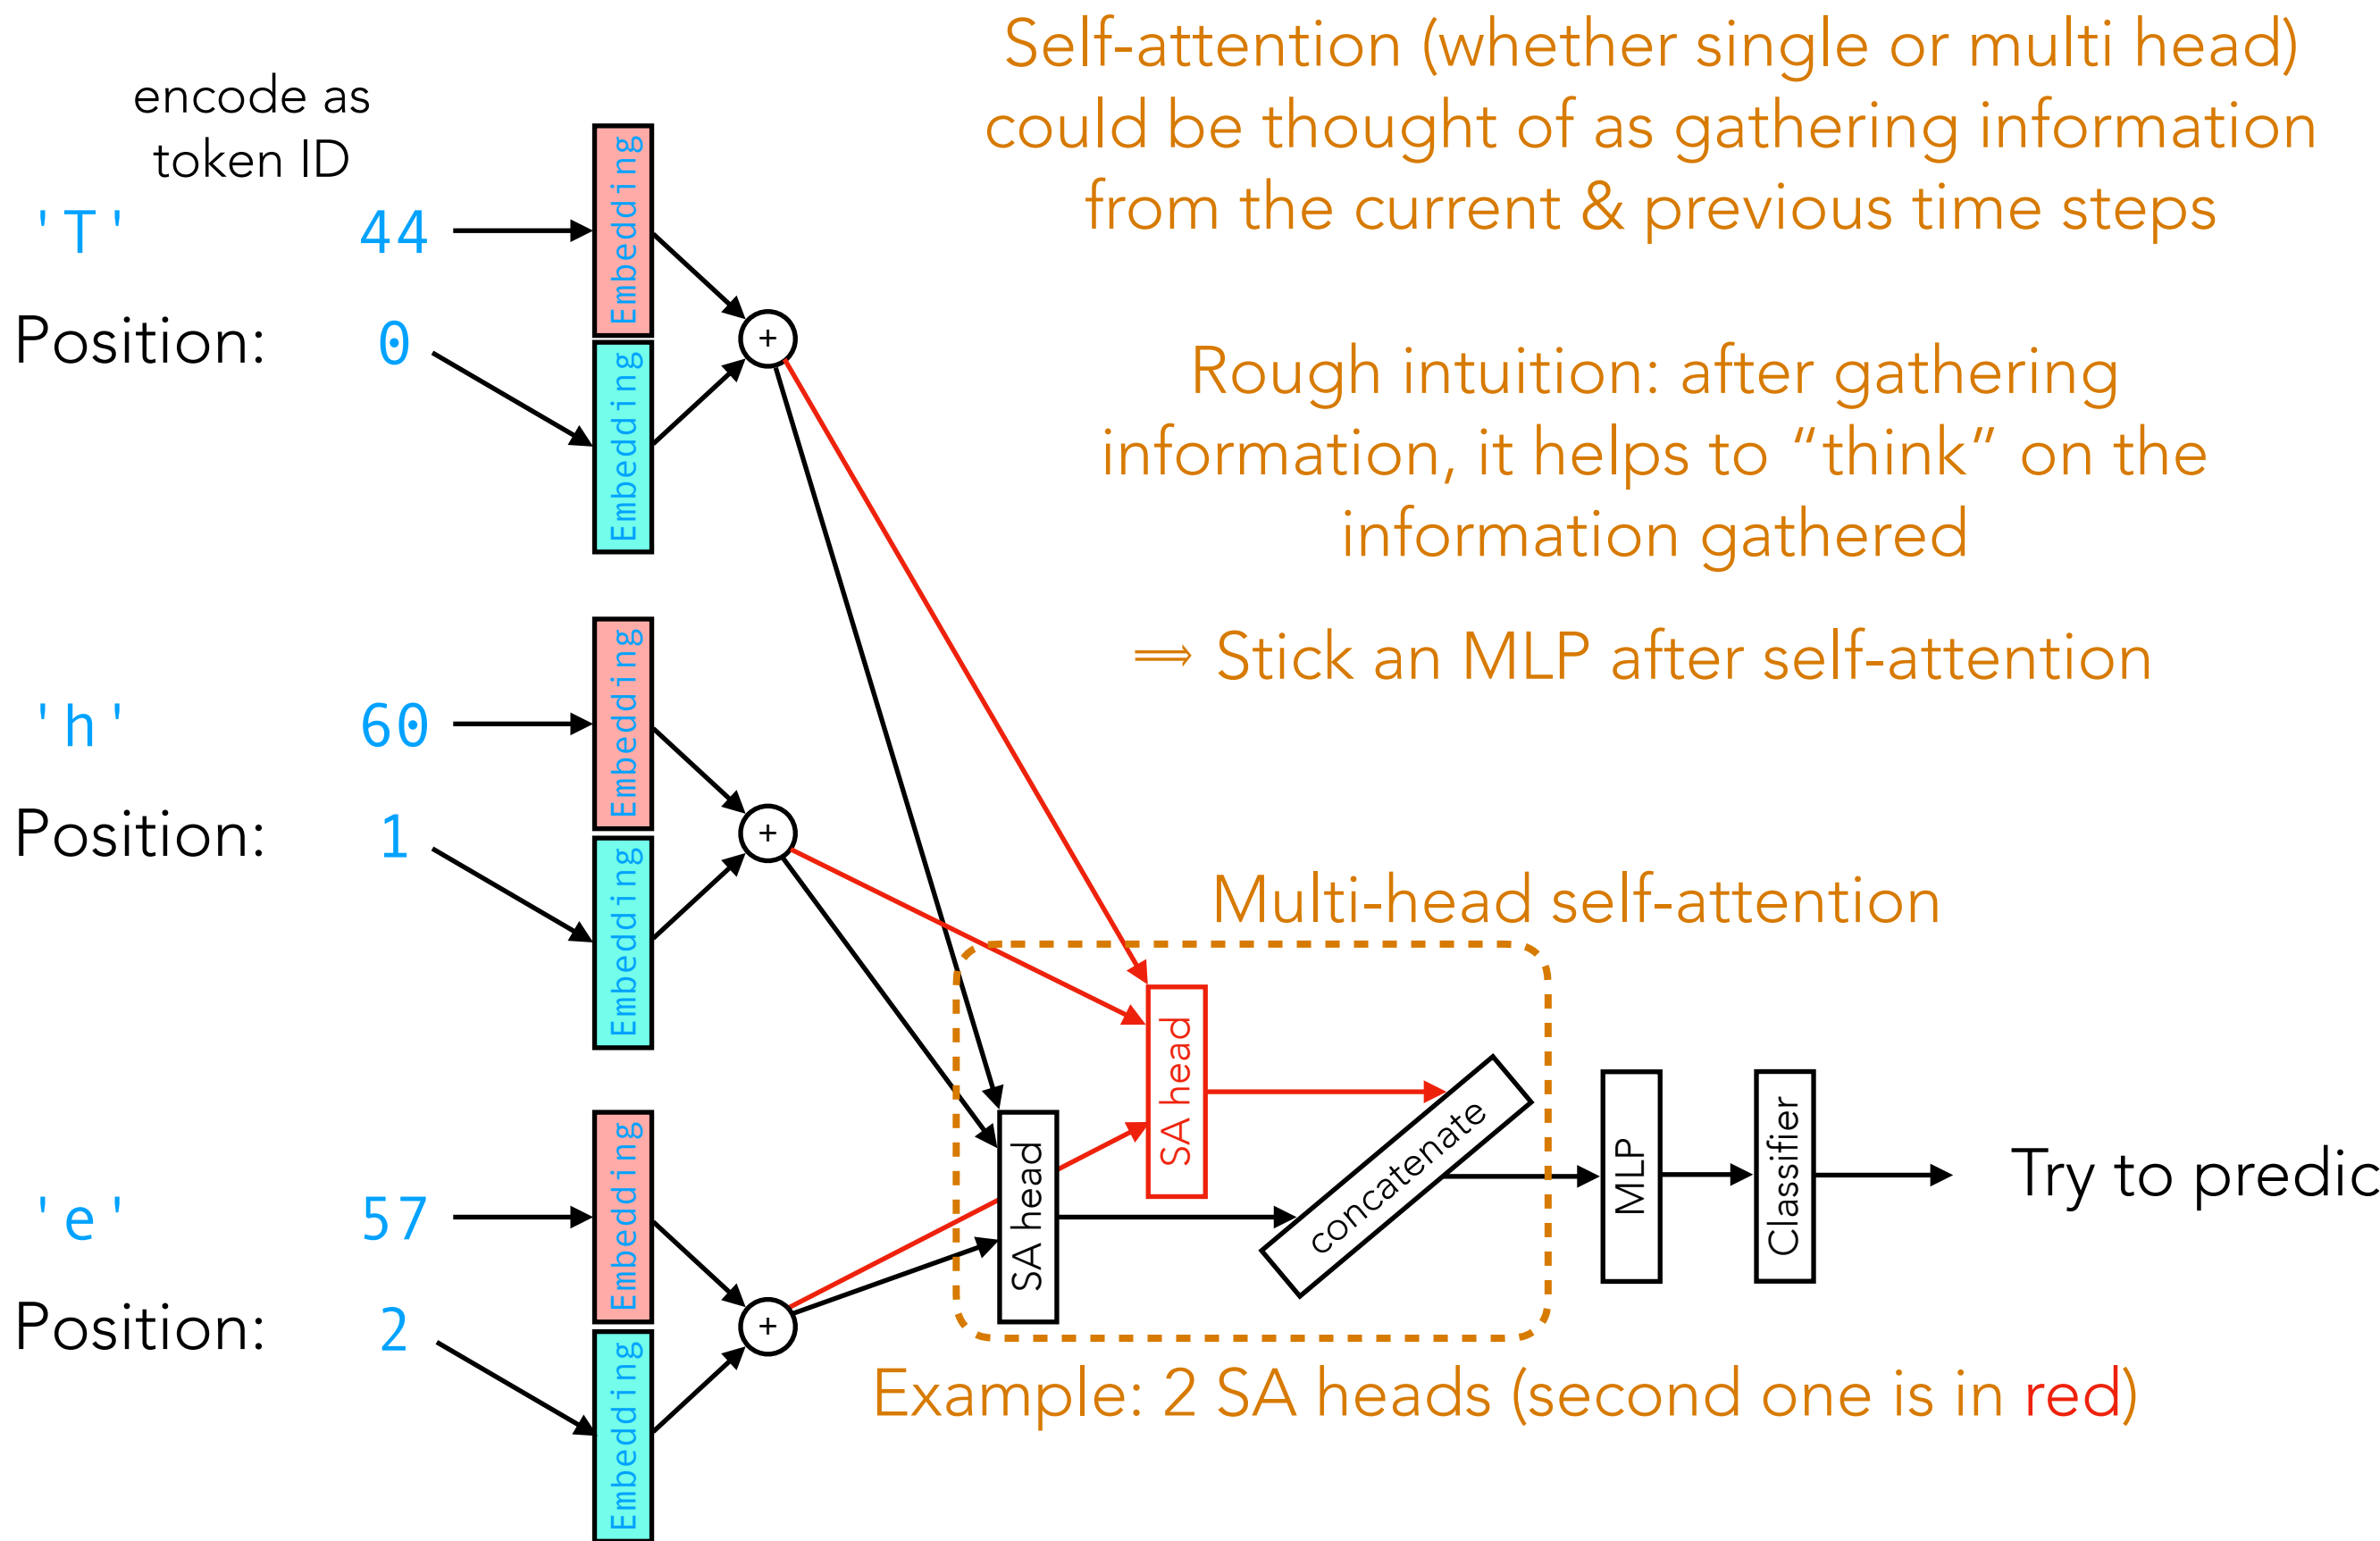 Self-attention (whether single or multi head)
could be thought of as gathering information
from the current & previous time steps
encode as
token ID
'T' 44
Position: 0
Embedding
Embedding
+
Rough intuition: after gathering
information, it helps to “think” on the
information gathered
⟹ Stick an MLP after self-attention
'h' 60
Position: 1
Embedding
Embedding
+
Multi-head self-attention
'e' 57
Position: 2
Embedding
Embedding
+
SA head
SA head
concatenate
MLP
Classifier
Try to predic
Example: 2 SA heads (second one is in red)